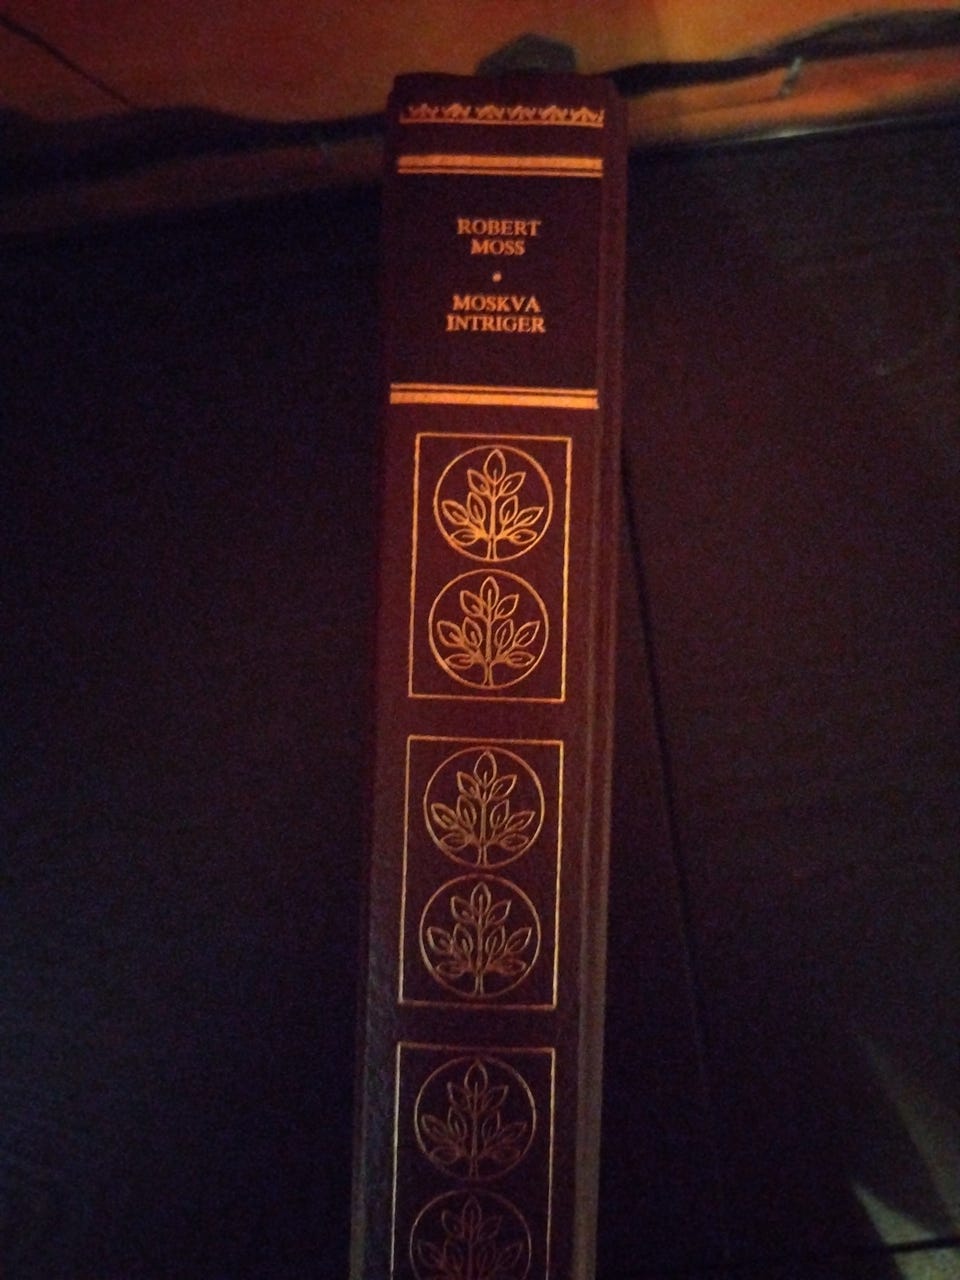 ROBERT
MOSS
•
MOSKVA
INTRIGER